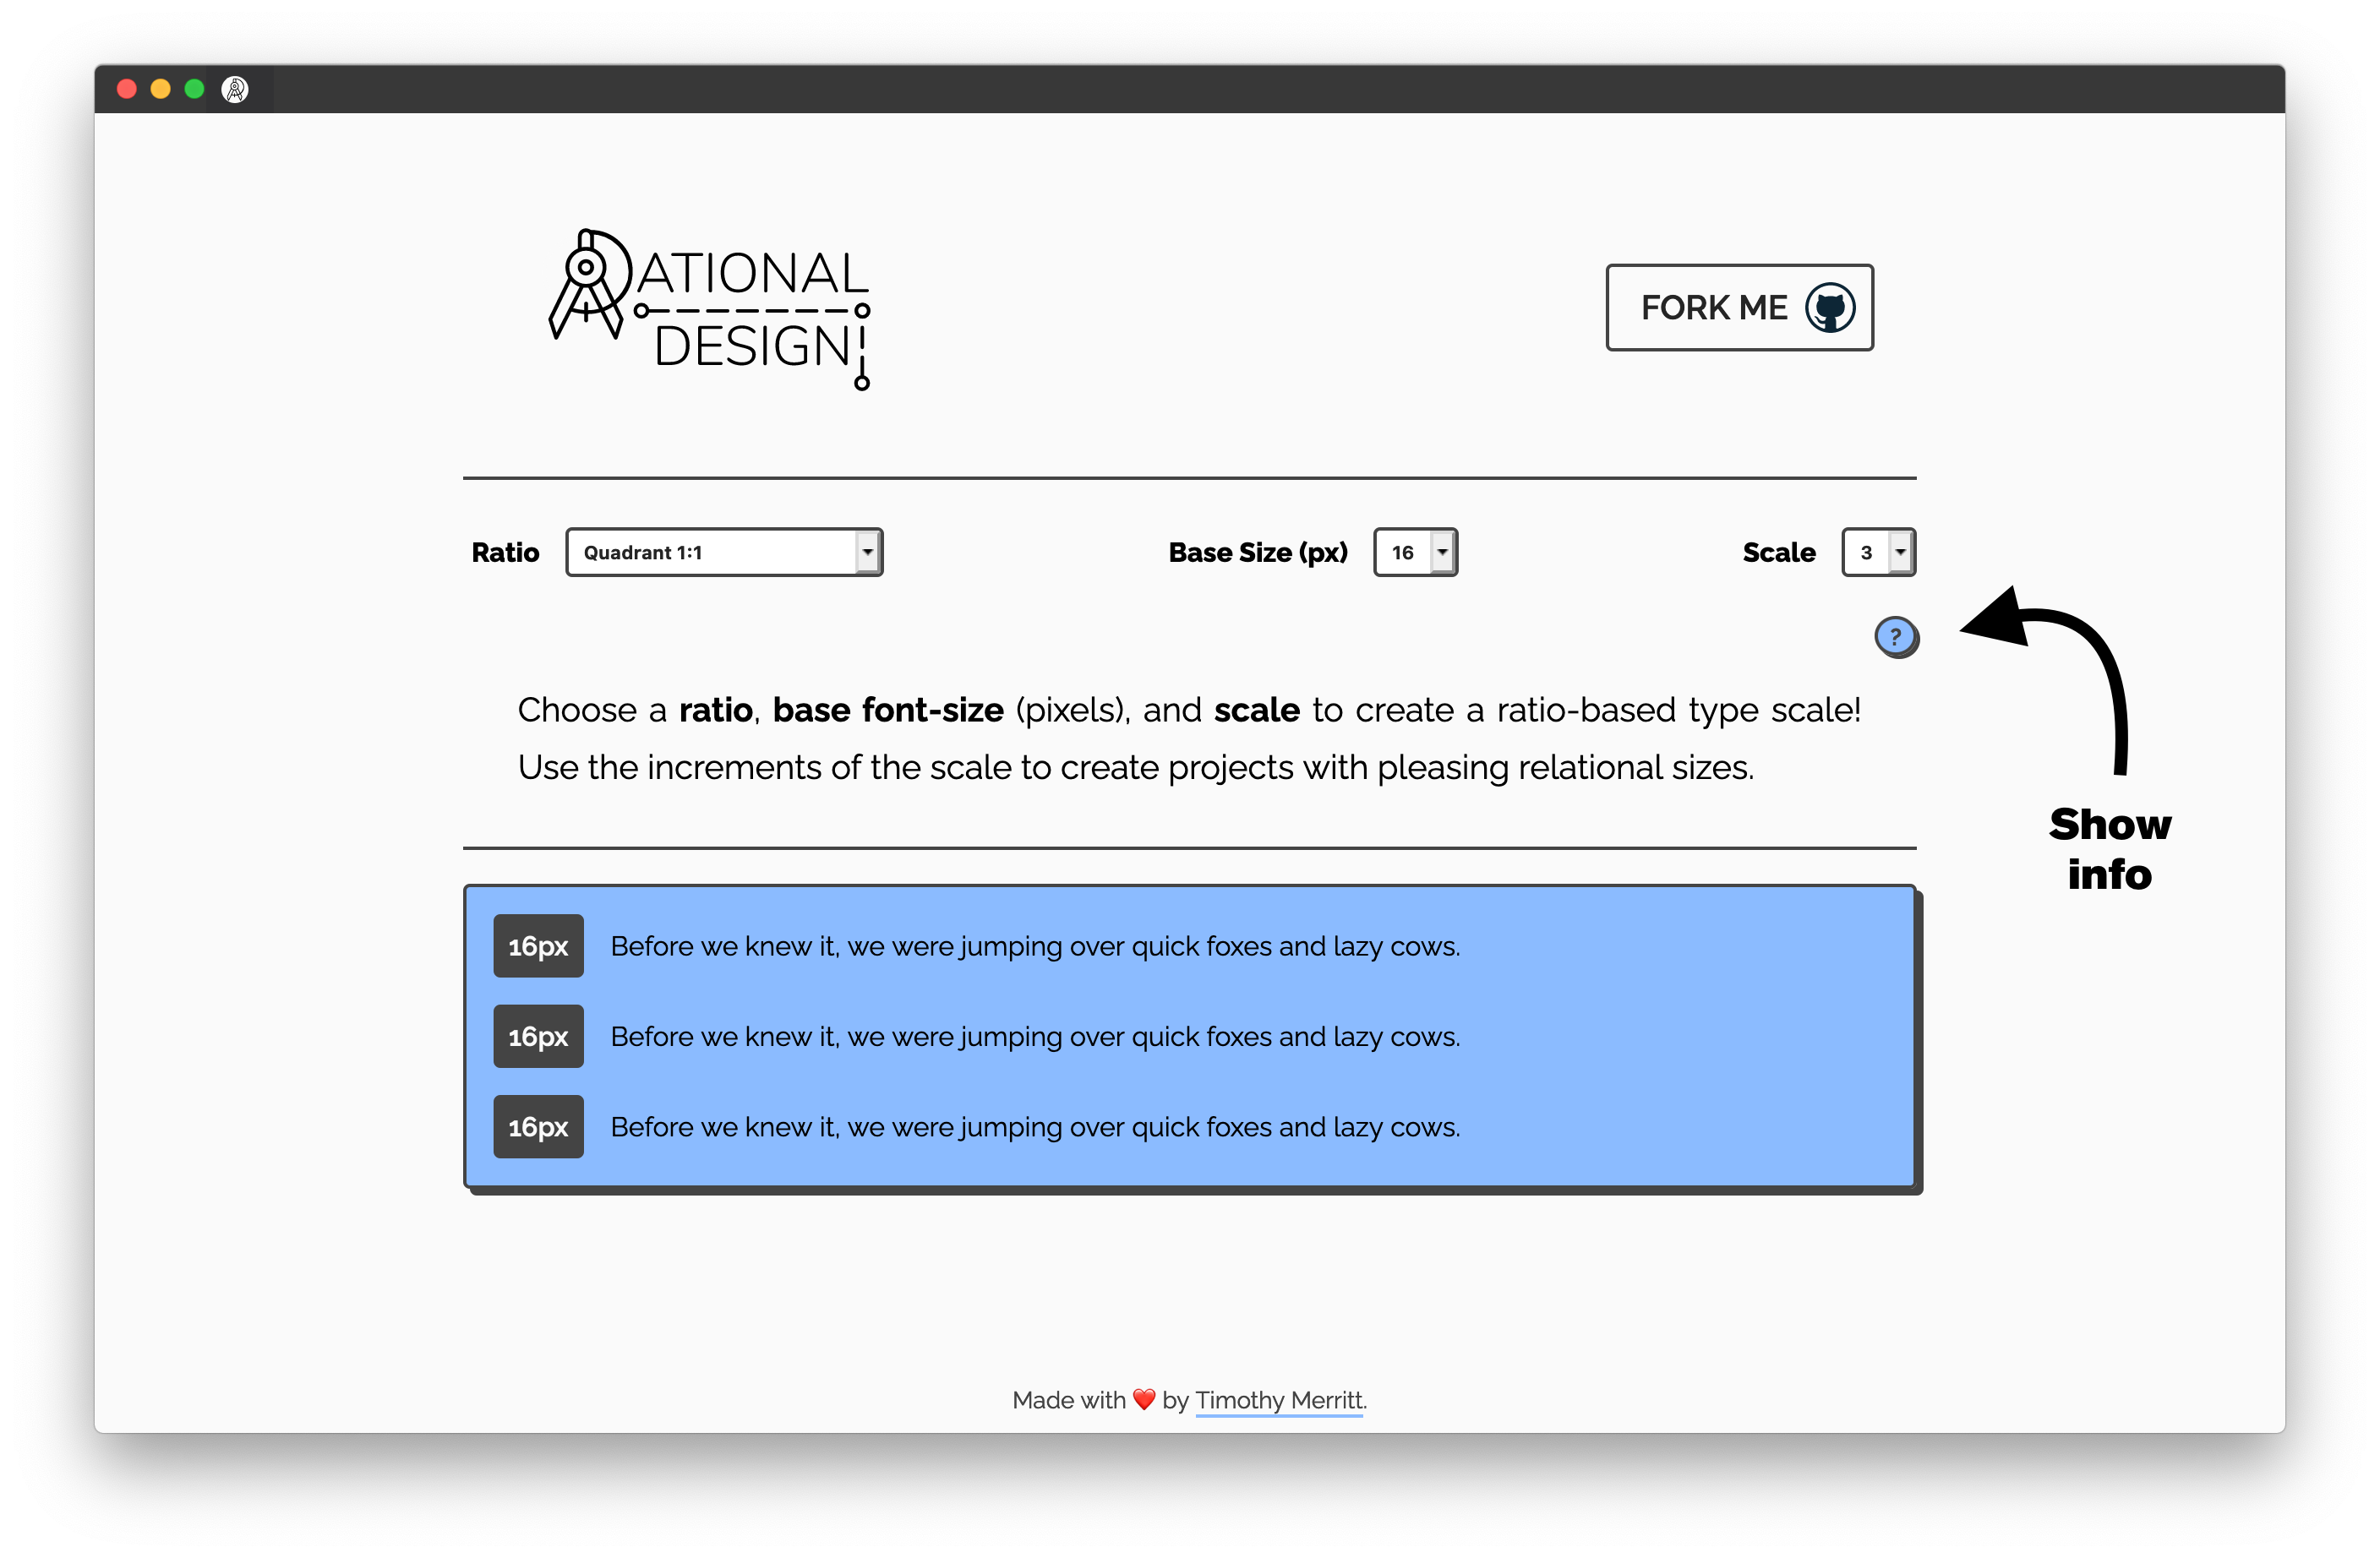 RATIONAL
DESIGN
FORK ME
Ratio Quadrant 1:1 Base Size (px) 16 Scale 3
?
Choose a ratio, base font-size (pixels), and scale to create a ratio-based type scale!
Use the increments of the scale to create projects with pleasing relational sizes.
Show
info
16px Before we knew it, we were jumping over quick foxes and lazy cows.
16px Before we knew it, we were jumping over quick foxes and lazy cows.
16px Before we knew it, we were jumping over quick foxes and lazy cows.
Made with ❤️ by Timothy Merritt.